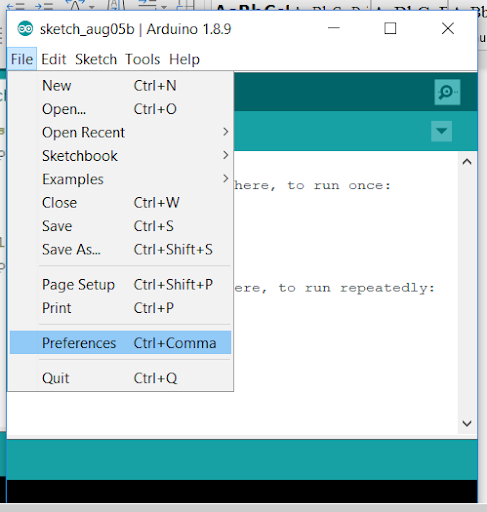 sketch_aug05b | Arduino 1.8.9
File Edit Sketch Tools Help
New Ctrl+N
Open... Ctrl+O
Open Recent
Sketchbook
Examples
Close Ctrl+W
Save Ctrl+S
Save As... Ctrl+Shift+S
Page Setup Ctrl+Shift+P
Print Ctrl+P
Preferences Ctrl+Comma
Quit Ctrl+Q
here, to run once:
ere, to run repeatedly: